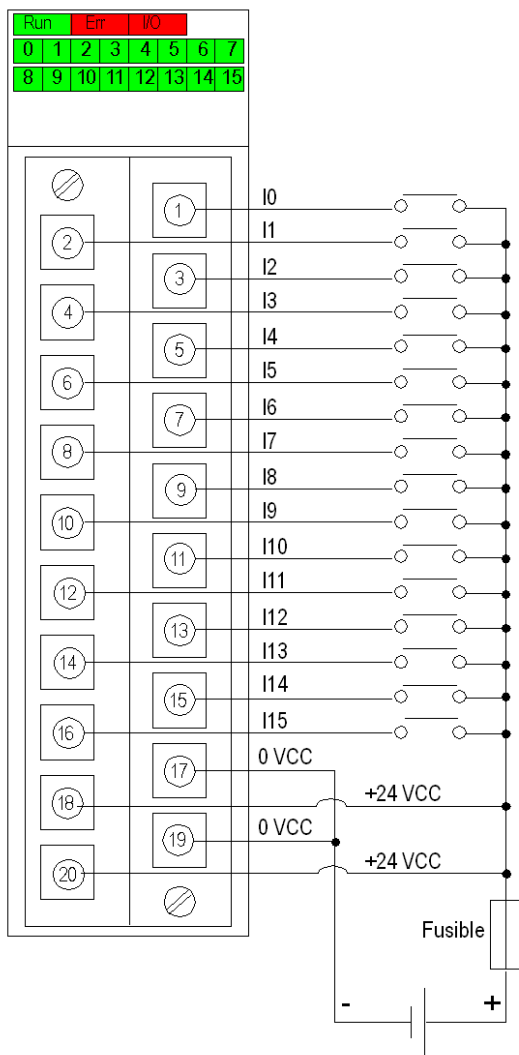 Run Err I/O
0 1 2 3 4 5 6 7
8 9 10 11 12 13 14 15
1 I0
2 I1
3 I2
4 I3
5 I4
6 I5
7 I6
8 I7
9 I8
10 I9
11 I10
12 I11
13 I12
14 I13
15 I14
16 I15
17 0 VCC
18 +24 VCC
19 0 VCC
20 +24 VCC
Fusible
- +